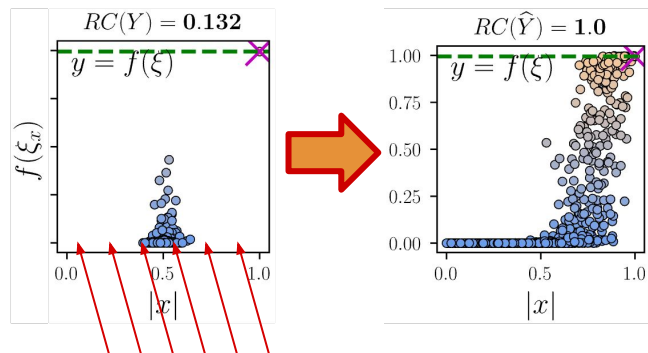 RC(Y) = 0.132
y = f(ξ)
f(ξₓ)
0.0 0.5 1.0
|x|
RC(Ŷ) = 1.0
y = f(ξ)
1.00
0.75
0.50
0.25
0.00
0.0 0.5 1.0
|x|